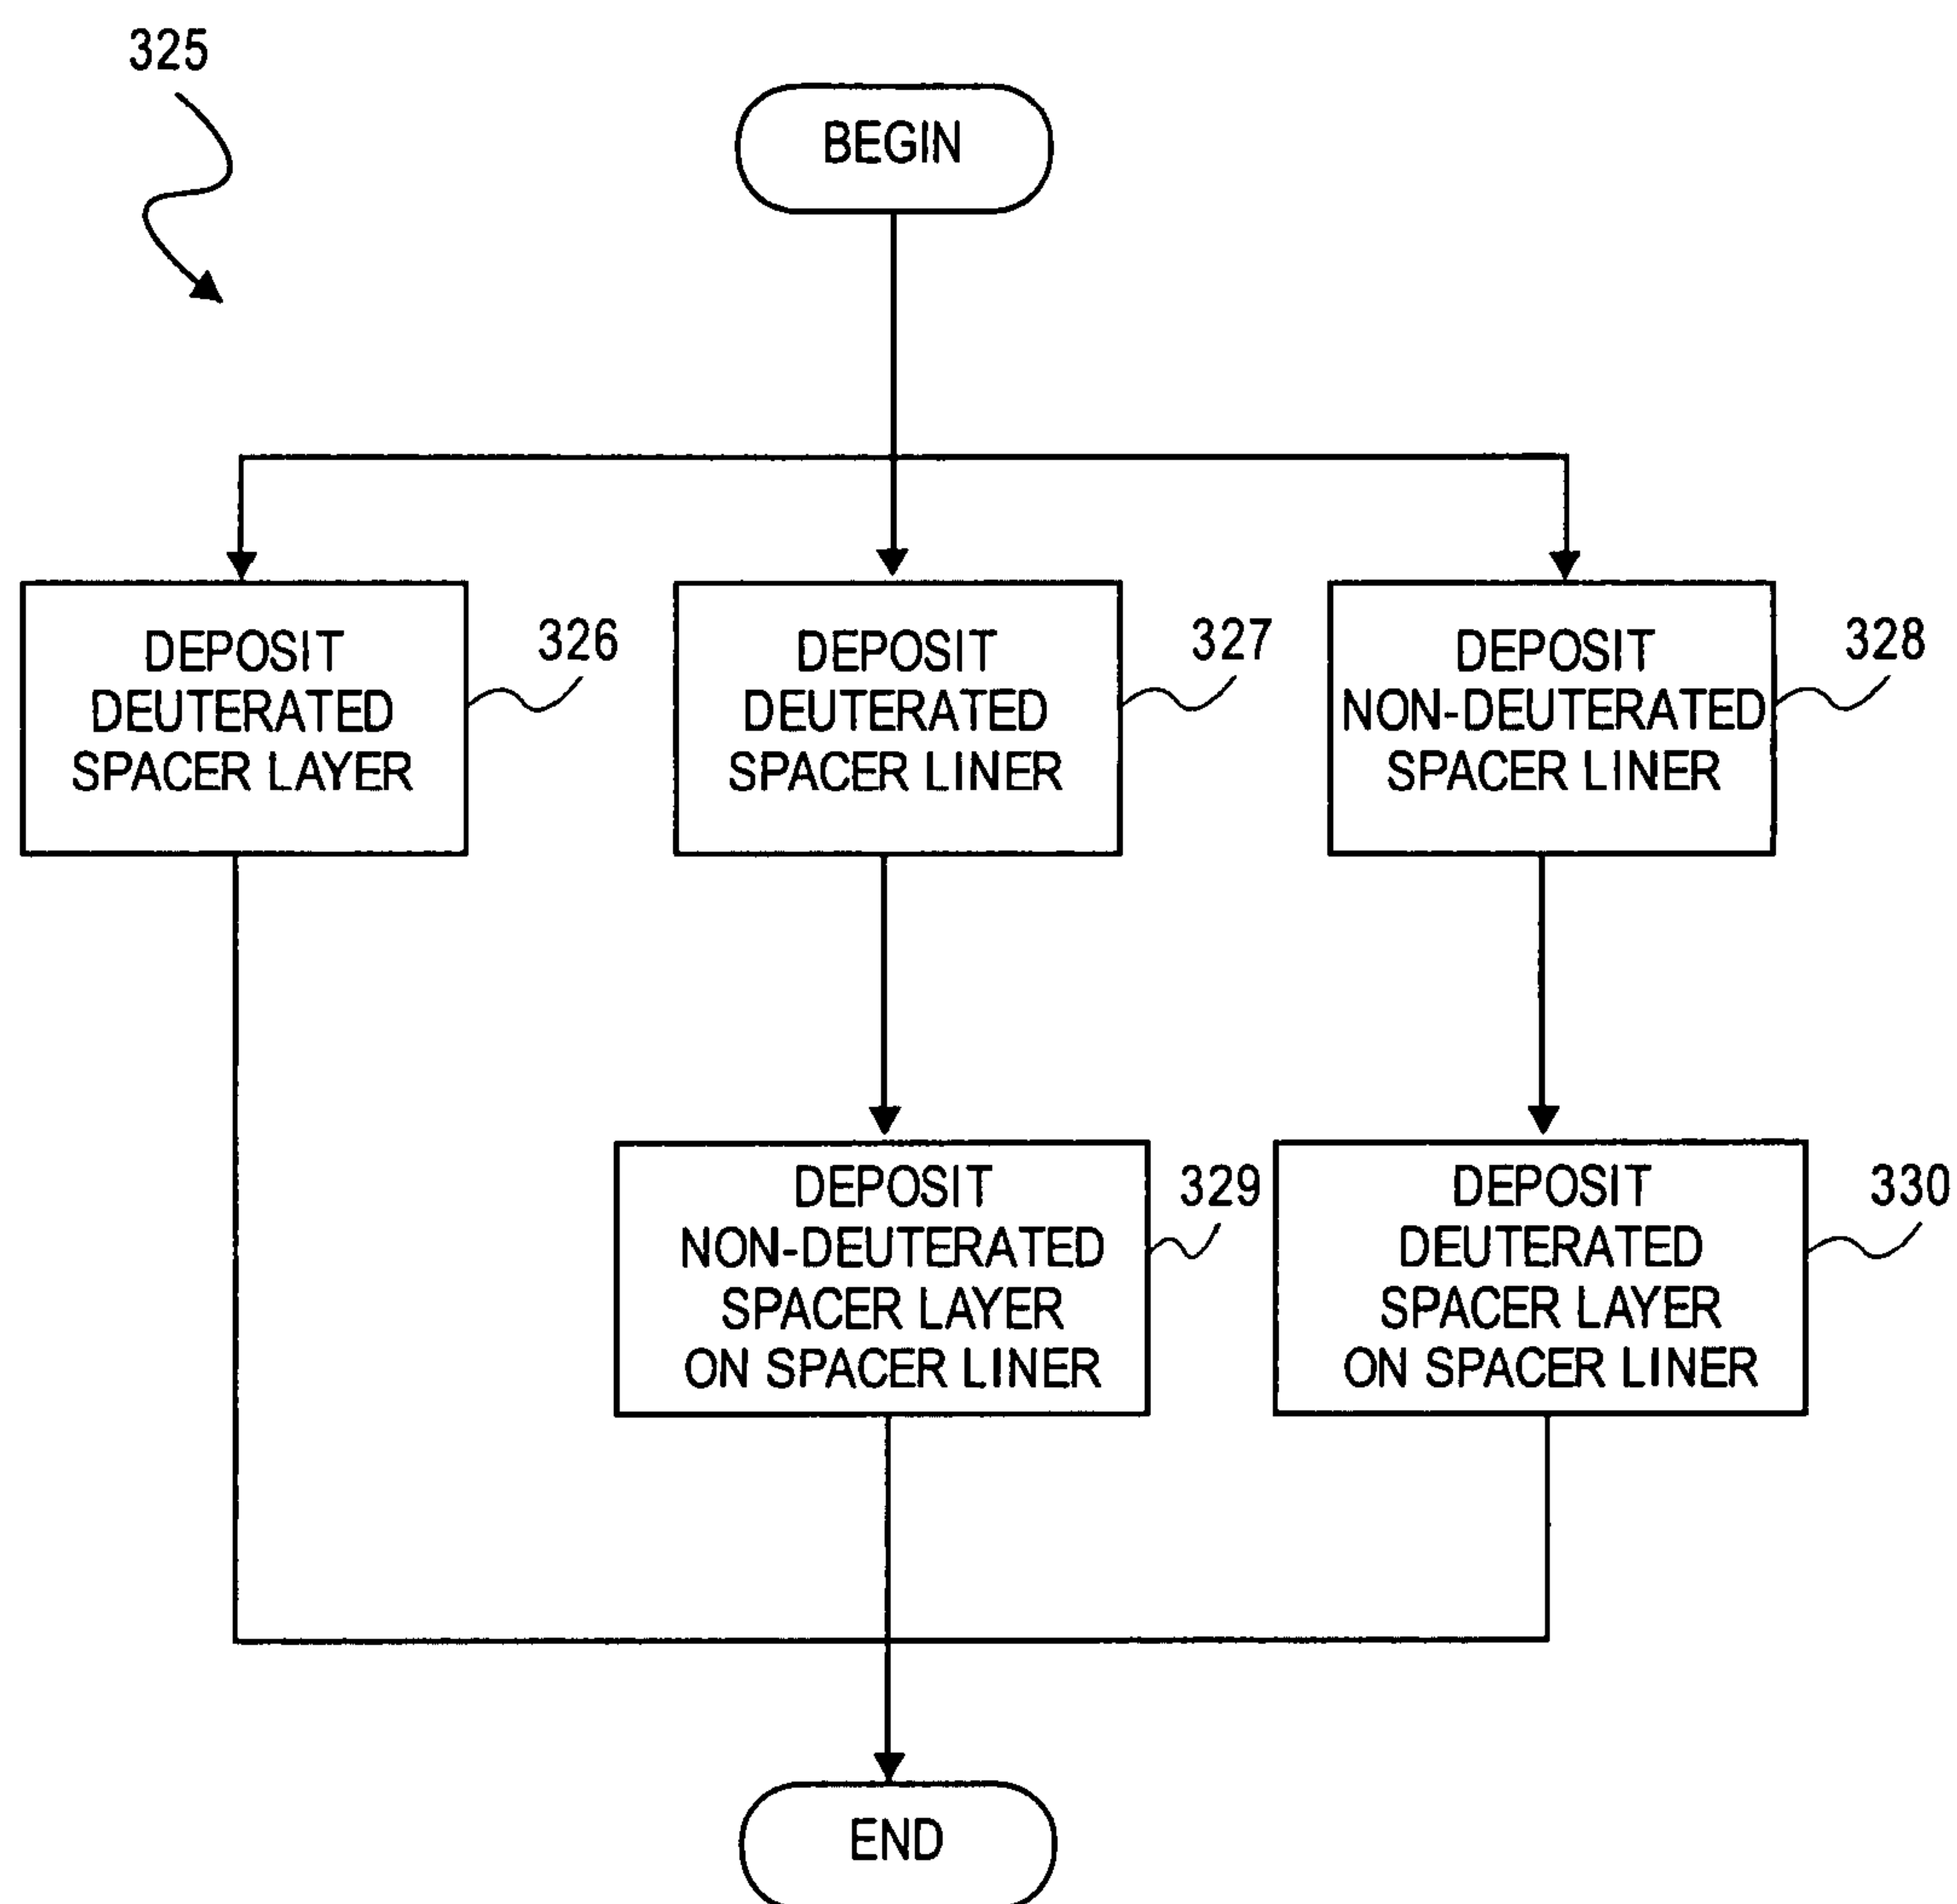 325
BEGIN
DEPOSIT
DEUTERATED
SPACER LAYER
326
DEPOSIT
DEUTERATED
SPACER LINER
327
DEPOSIT
NON-DEUTERATED
SPACER LINER
328
DEPOSIT
NON-DEUTERATED
SPACER LAYER
ON SPACER LINER
329
DEPOSIT
DEUTERATED
SPACER LAYER
ON SPACER LINER
330
END